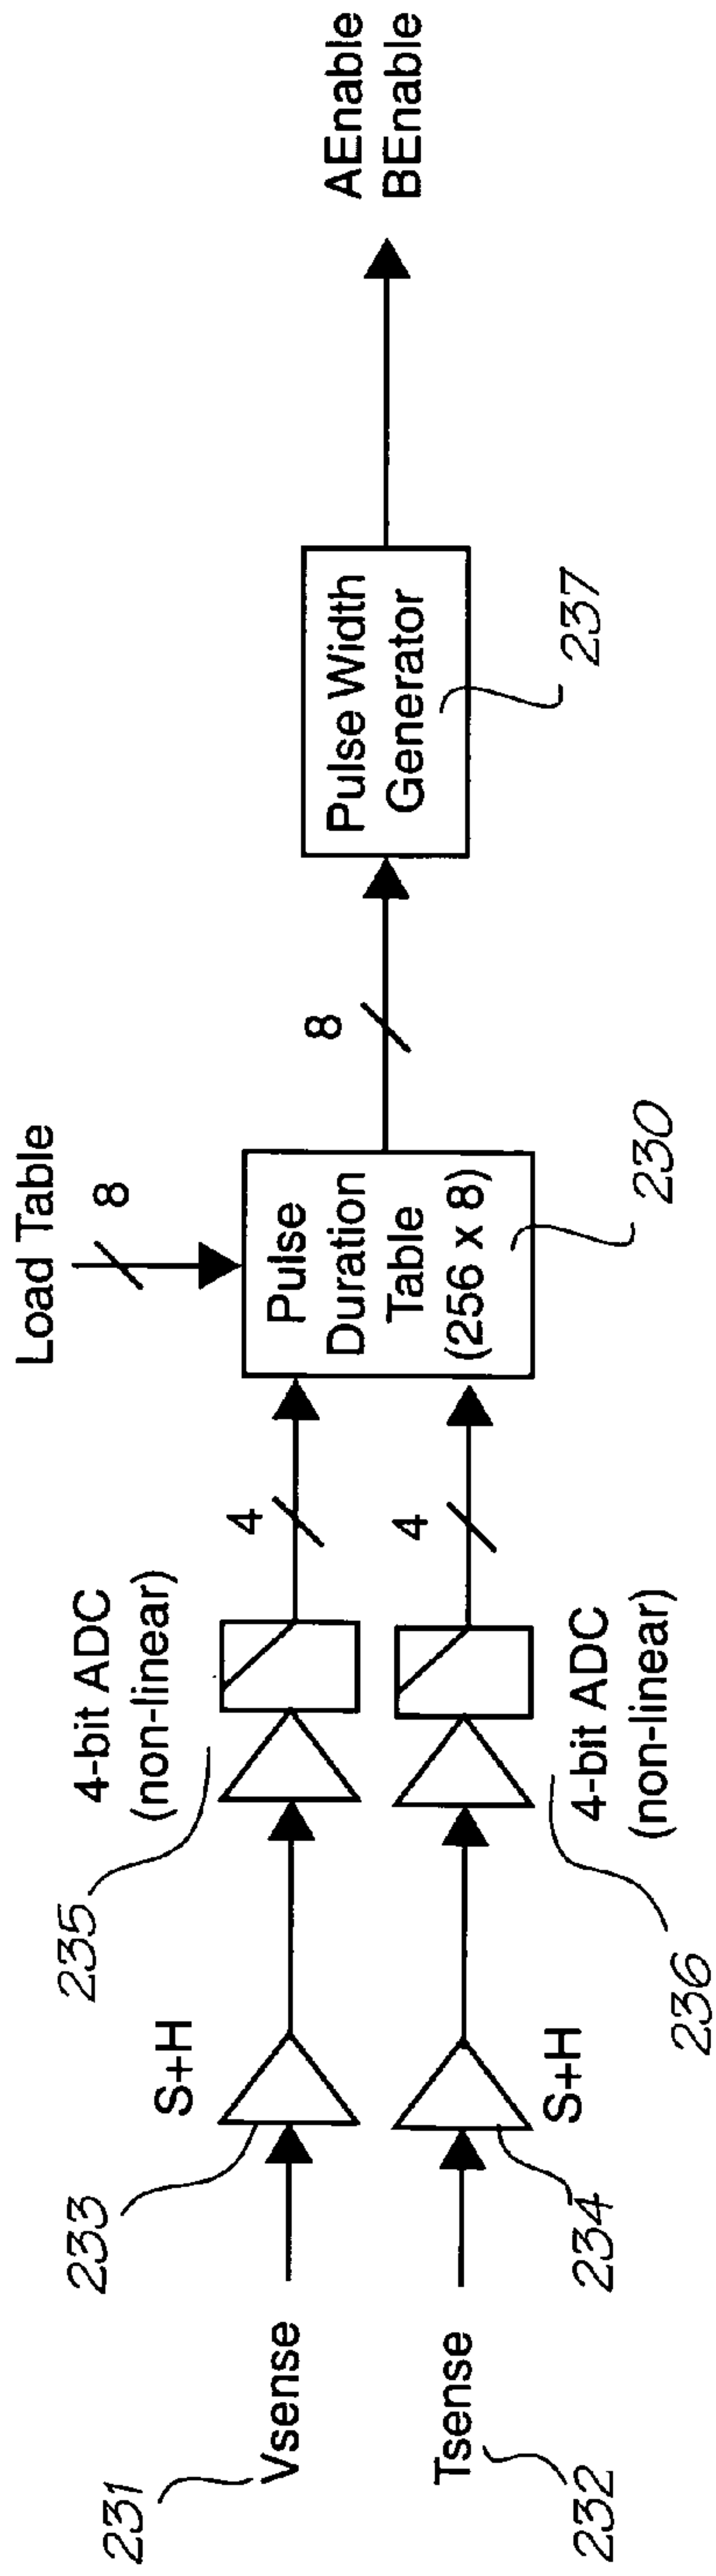 Vsense
231
Tsense
232
S+H
233
S+H
234
4-bit ADC
(non-linear)
235
4-bit ADC
(non-linear)
236
4
4
Load Table
8
Pulse
Duration
Table
(256 x 8)
230
8
Pulse Width
Generator
237
AEnable
BEnable